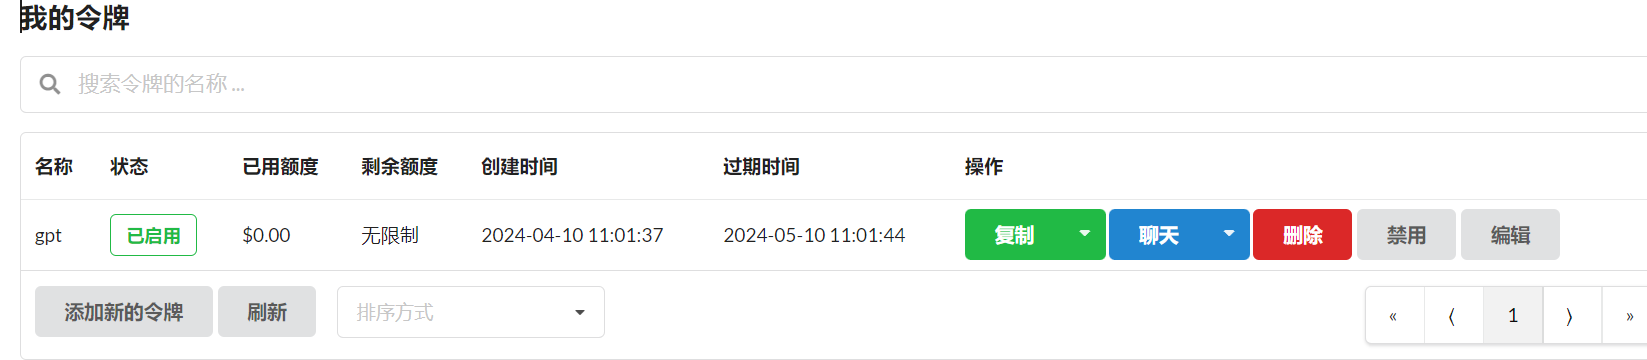 我的令牌
搜索令牌的名称 ...
名称 状态 已用额度 剩余额度 创建时间 过期时间 操作
gpt 已启用 $0.00 无限制 2024-04-10 11:01:37 2024-05-10 11:01:44 复制 聊天 删除 禁用 编辑
添加新的令牌 刷新 排序方式 « ⟨ 1 ⟩ »